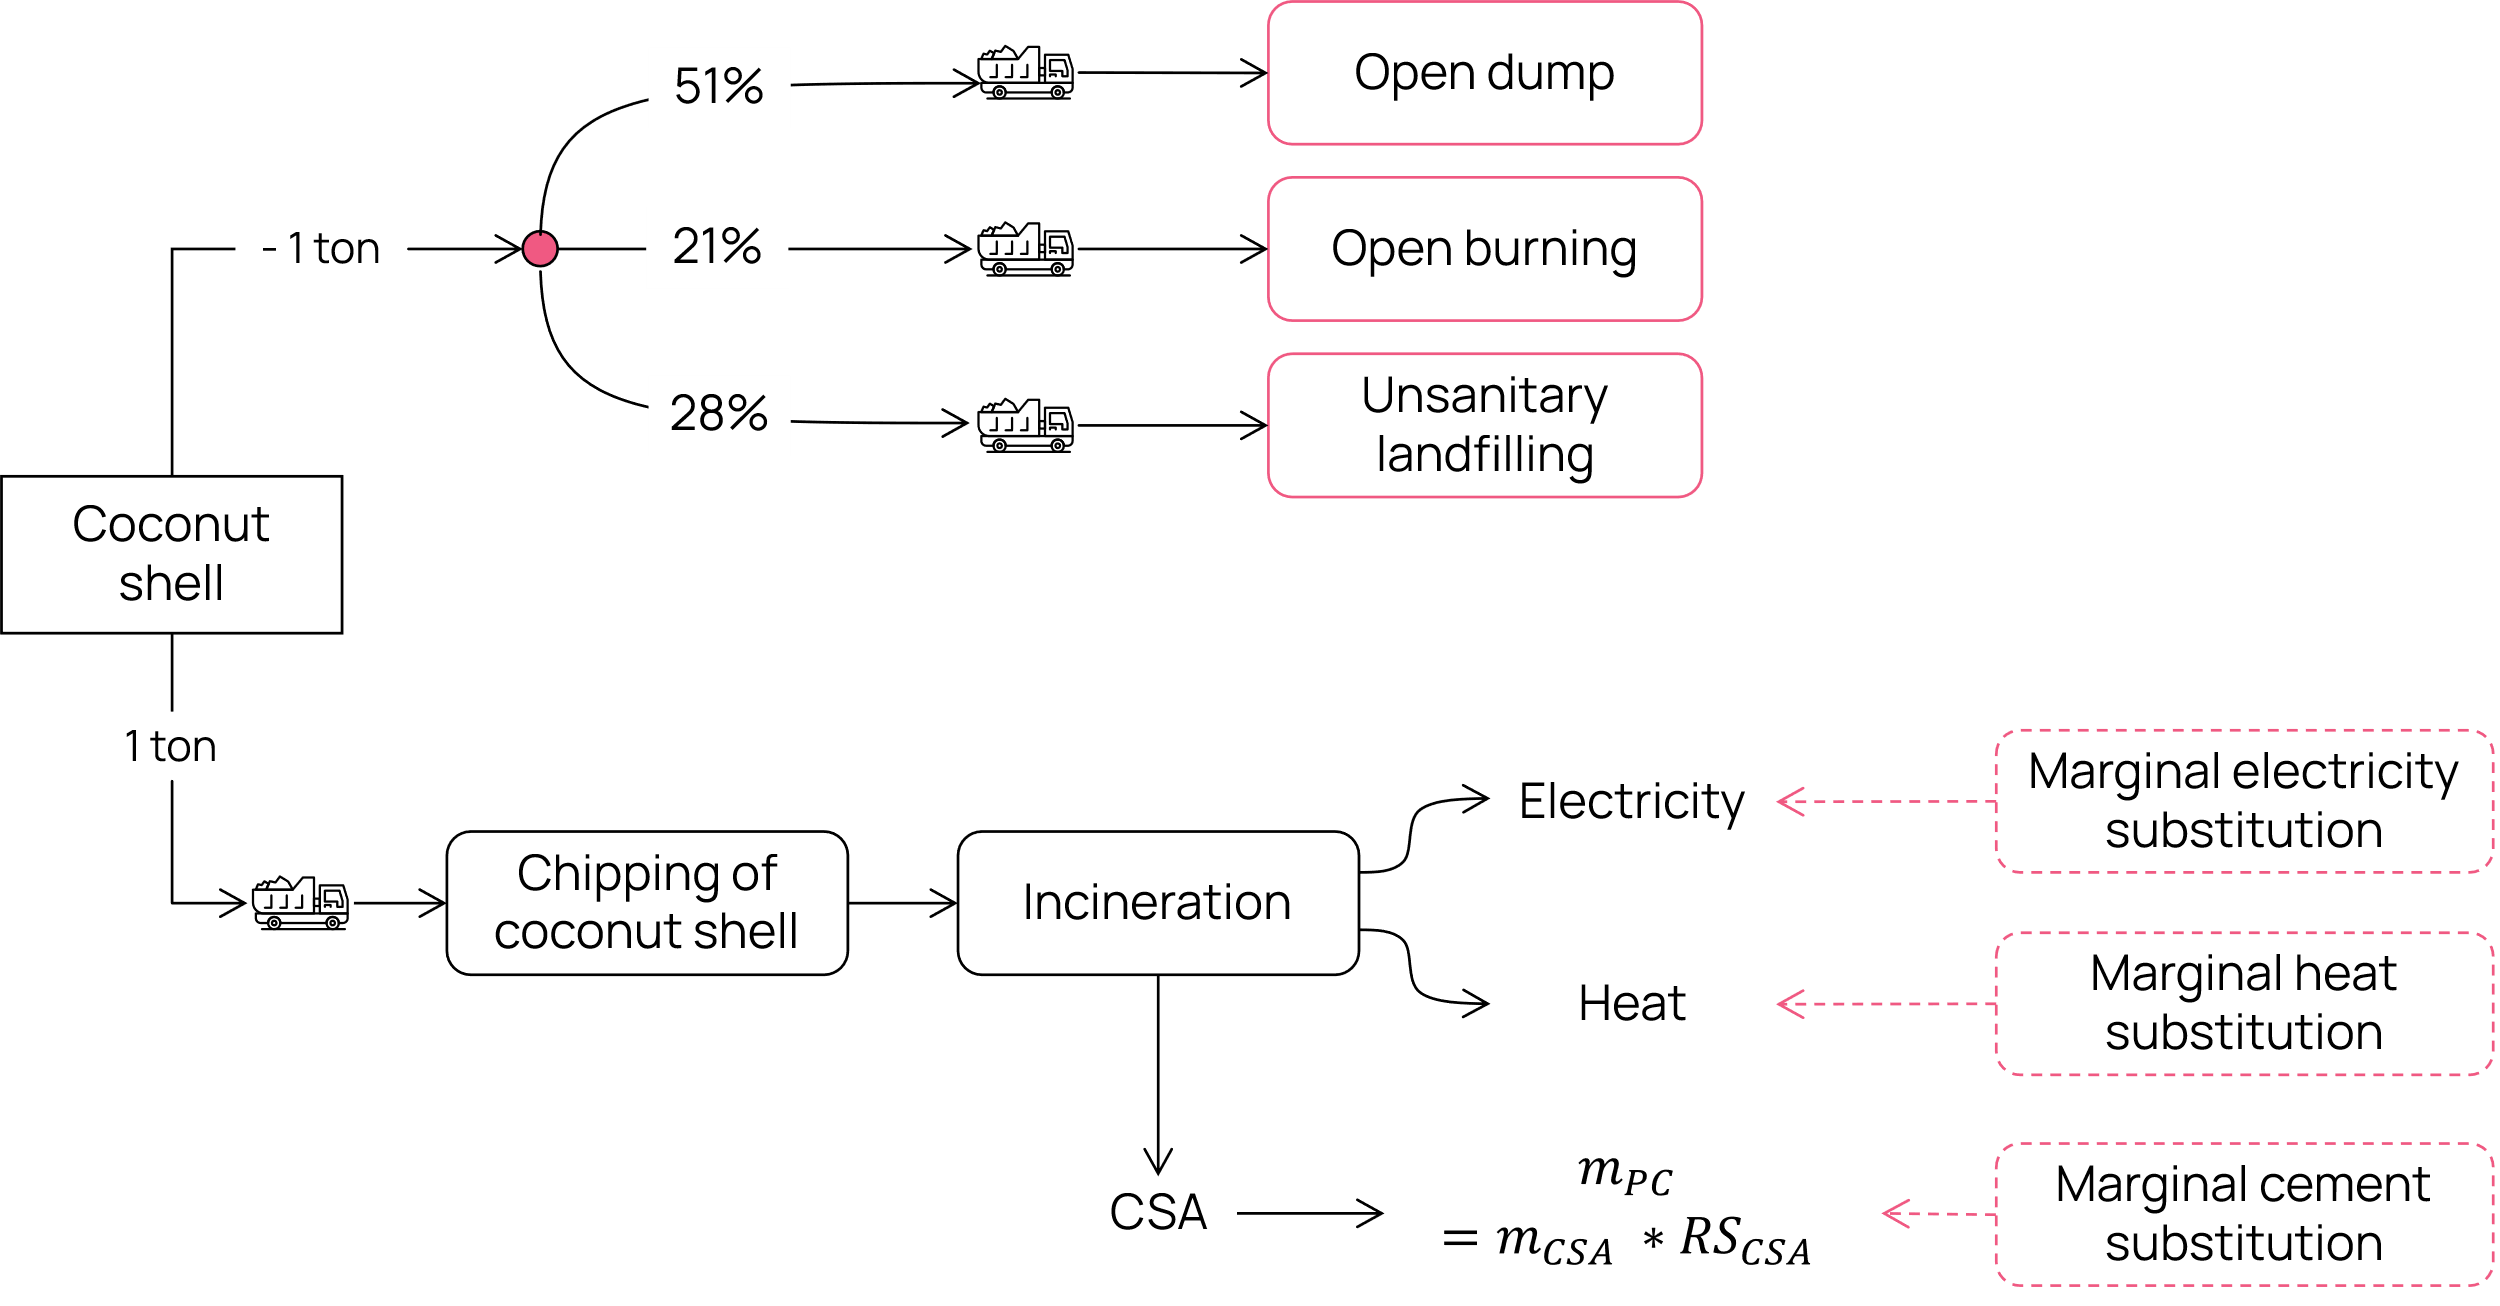 51%
Open dump
- 1 ton
21%
Open burning
28%
Unsanitary
landfilling
Coconut
shell
1 ton
Chipping of
coconut shell
Incineration
Electricity
Marginal electricity
substitution
Heat
Marginal heat
substitution
CSA
m_PC
= m_CSA * RS_CSA
Marginal cement
substitution